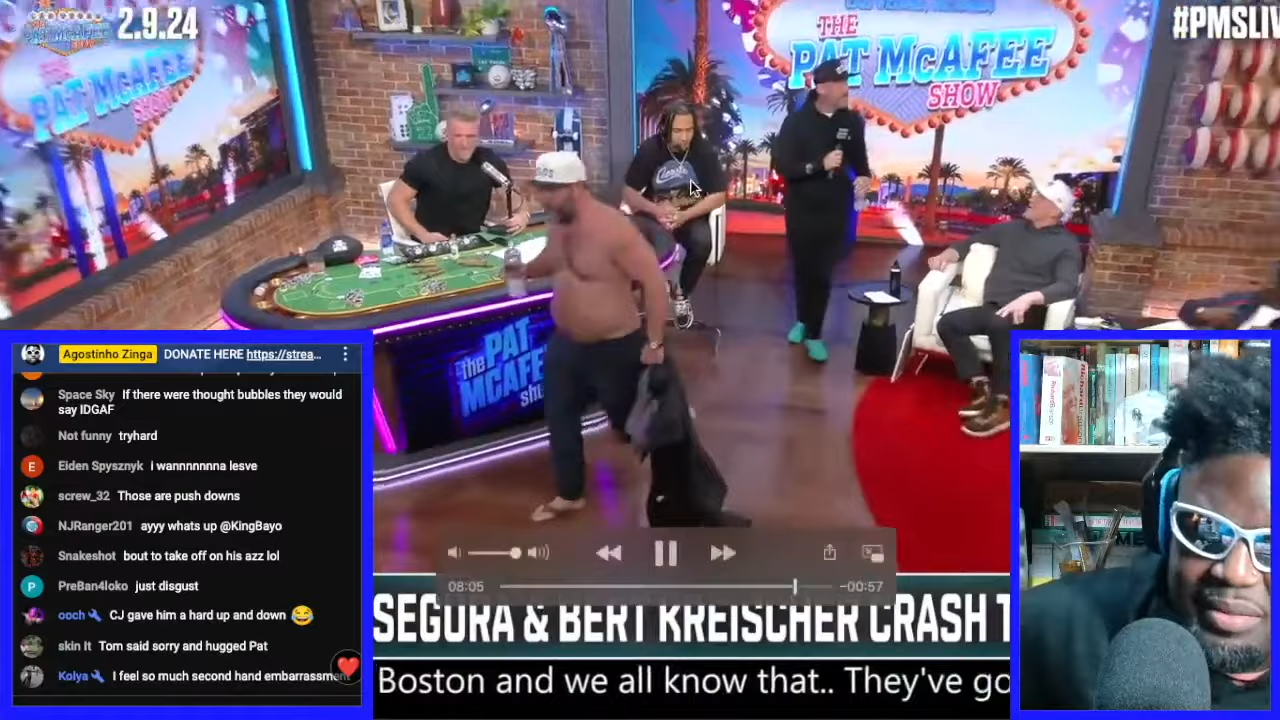 2.9.24
#PMSLIV
THE
PAT McAFEE
SHOW
THE
PAT McAFEE
SHOW
the PAT
MCAFEE
sho
Agostinho Zinga DONATE HERE https://strea...
Space Sky If there were thought bubbles they would
say IDGAF
Not funny tryhard
Eiden Spysznyk i wannnnnnna lesve
screw_32 Those are push downs
NJRanger201 ayyy whats up @KingBayo
Snakeshot bout to take off on his azz lol
PreBan4loko just disgust
ooch CJ gave him a hard up and down
skin It Tom said sorry and hugged Pat
Kolya I feel so much second hand embarrassment
08:05
-00:57
SEGURA & BERT KREISCHER CRASH T
Boston and we all know that.. They've go